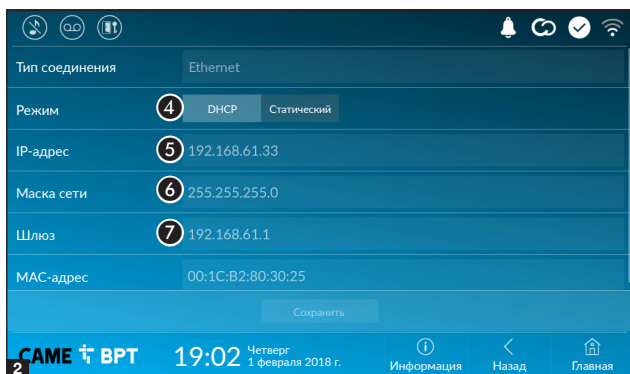 Тип соединения Ethernet
Режим 4 DHCP Статический
IP-адрес 5 192.168.61.33
Маска сети 6 255.255.255.0
Шлюз 7 192.168.61.1
MAC-адрес 00:1C:B2:80:30:25
Сохранить
2 CAME BPT 19:02 Четверг
1 февраля 2018 г.
Информация Назад Главная